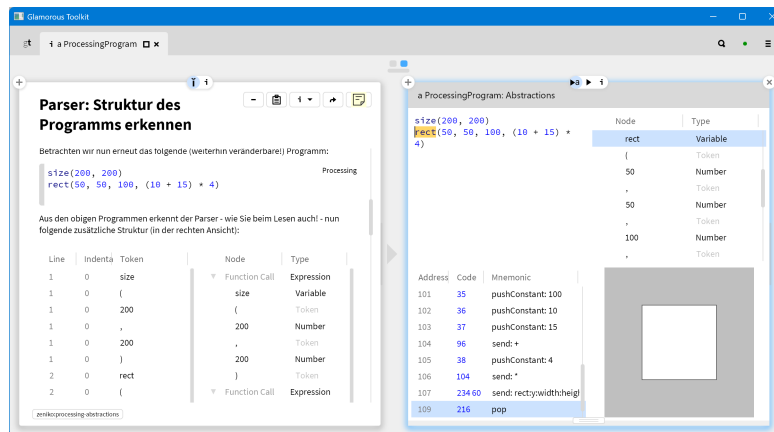 Glamorous Toolkit
gt
i a ProcessingProgram
Parser: Struktur des
Programms erkennen
i
Betrachten wir nun erneut das folgende (weiterhin veränderbare!) Programm:
size(200, 200)
Processing
rect(50, 50, 100, (10 + 15) * 4)
Aus den obigen Programmen erkennt der Parser - wie Sie beim Lesen auch! - nun
folgende zusätzliche Struktur (in der rechten Ansicht):
Line Indenta Token
1 0 size
1 0 (
1 0 200
1 0 ,
1 0 200
1 0 )
2 0 rect
2 0 (
Node Type
Function Call Expression
size Variable
( Token
200 Number
, Token
200 Number
) Token
Function Call Expression
zeniko:processing-abstractions
a i
a ProcessingProgram: Abstractions
size(200, 200)
rect(50, 50, 100, (10 + 15) *
4)
Node Type
rect Variable
( Token
50 Number
, Token
50 Number
, Token
100 Number
, Token
Address Code Mnemonic
101 35 pushConstant: 100
102 36 pushConstant: 10
103 37 pushConstant: 15
104 96 send: +
105 38 pushConstant: 4
106 104 send: *
107 234 60 send: rect:y:width:heigh
109 216 pop